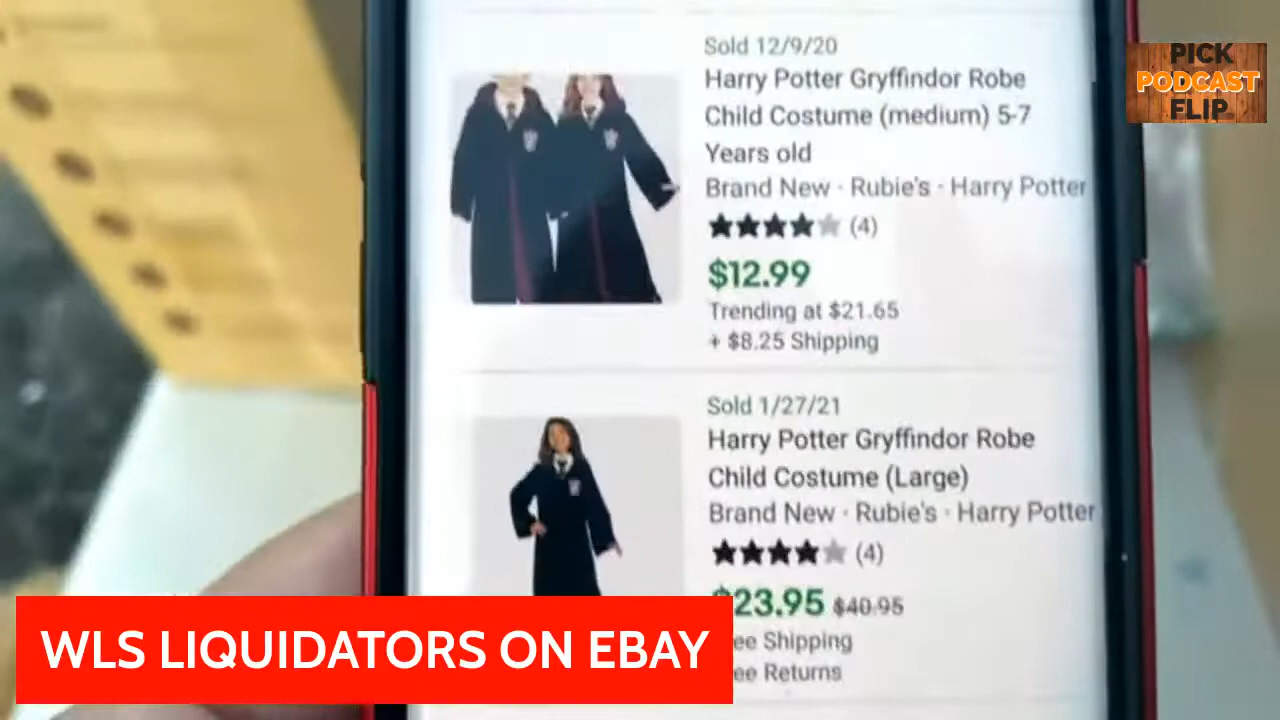 Sold 12/9/20
Harry Potter Gryffindor Robe
Child Costume (medium) 5-7
Years old
Brand New · Rubie's · Harry Potter
(4)
$12.99
Trending at $21.65
+ $8.25 Shipping
Sold 1/27/21
Harry Potter Gryffindor Robe
Child Costume (Large)
Brand New · Rubie's · Harry Potter
(4)
$23.95 $40.95
ee Shipping
ee Returns
PICK
PODCAST
FLIP
WLS LIQUIDATORS ON EBAY